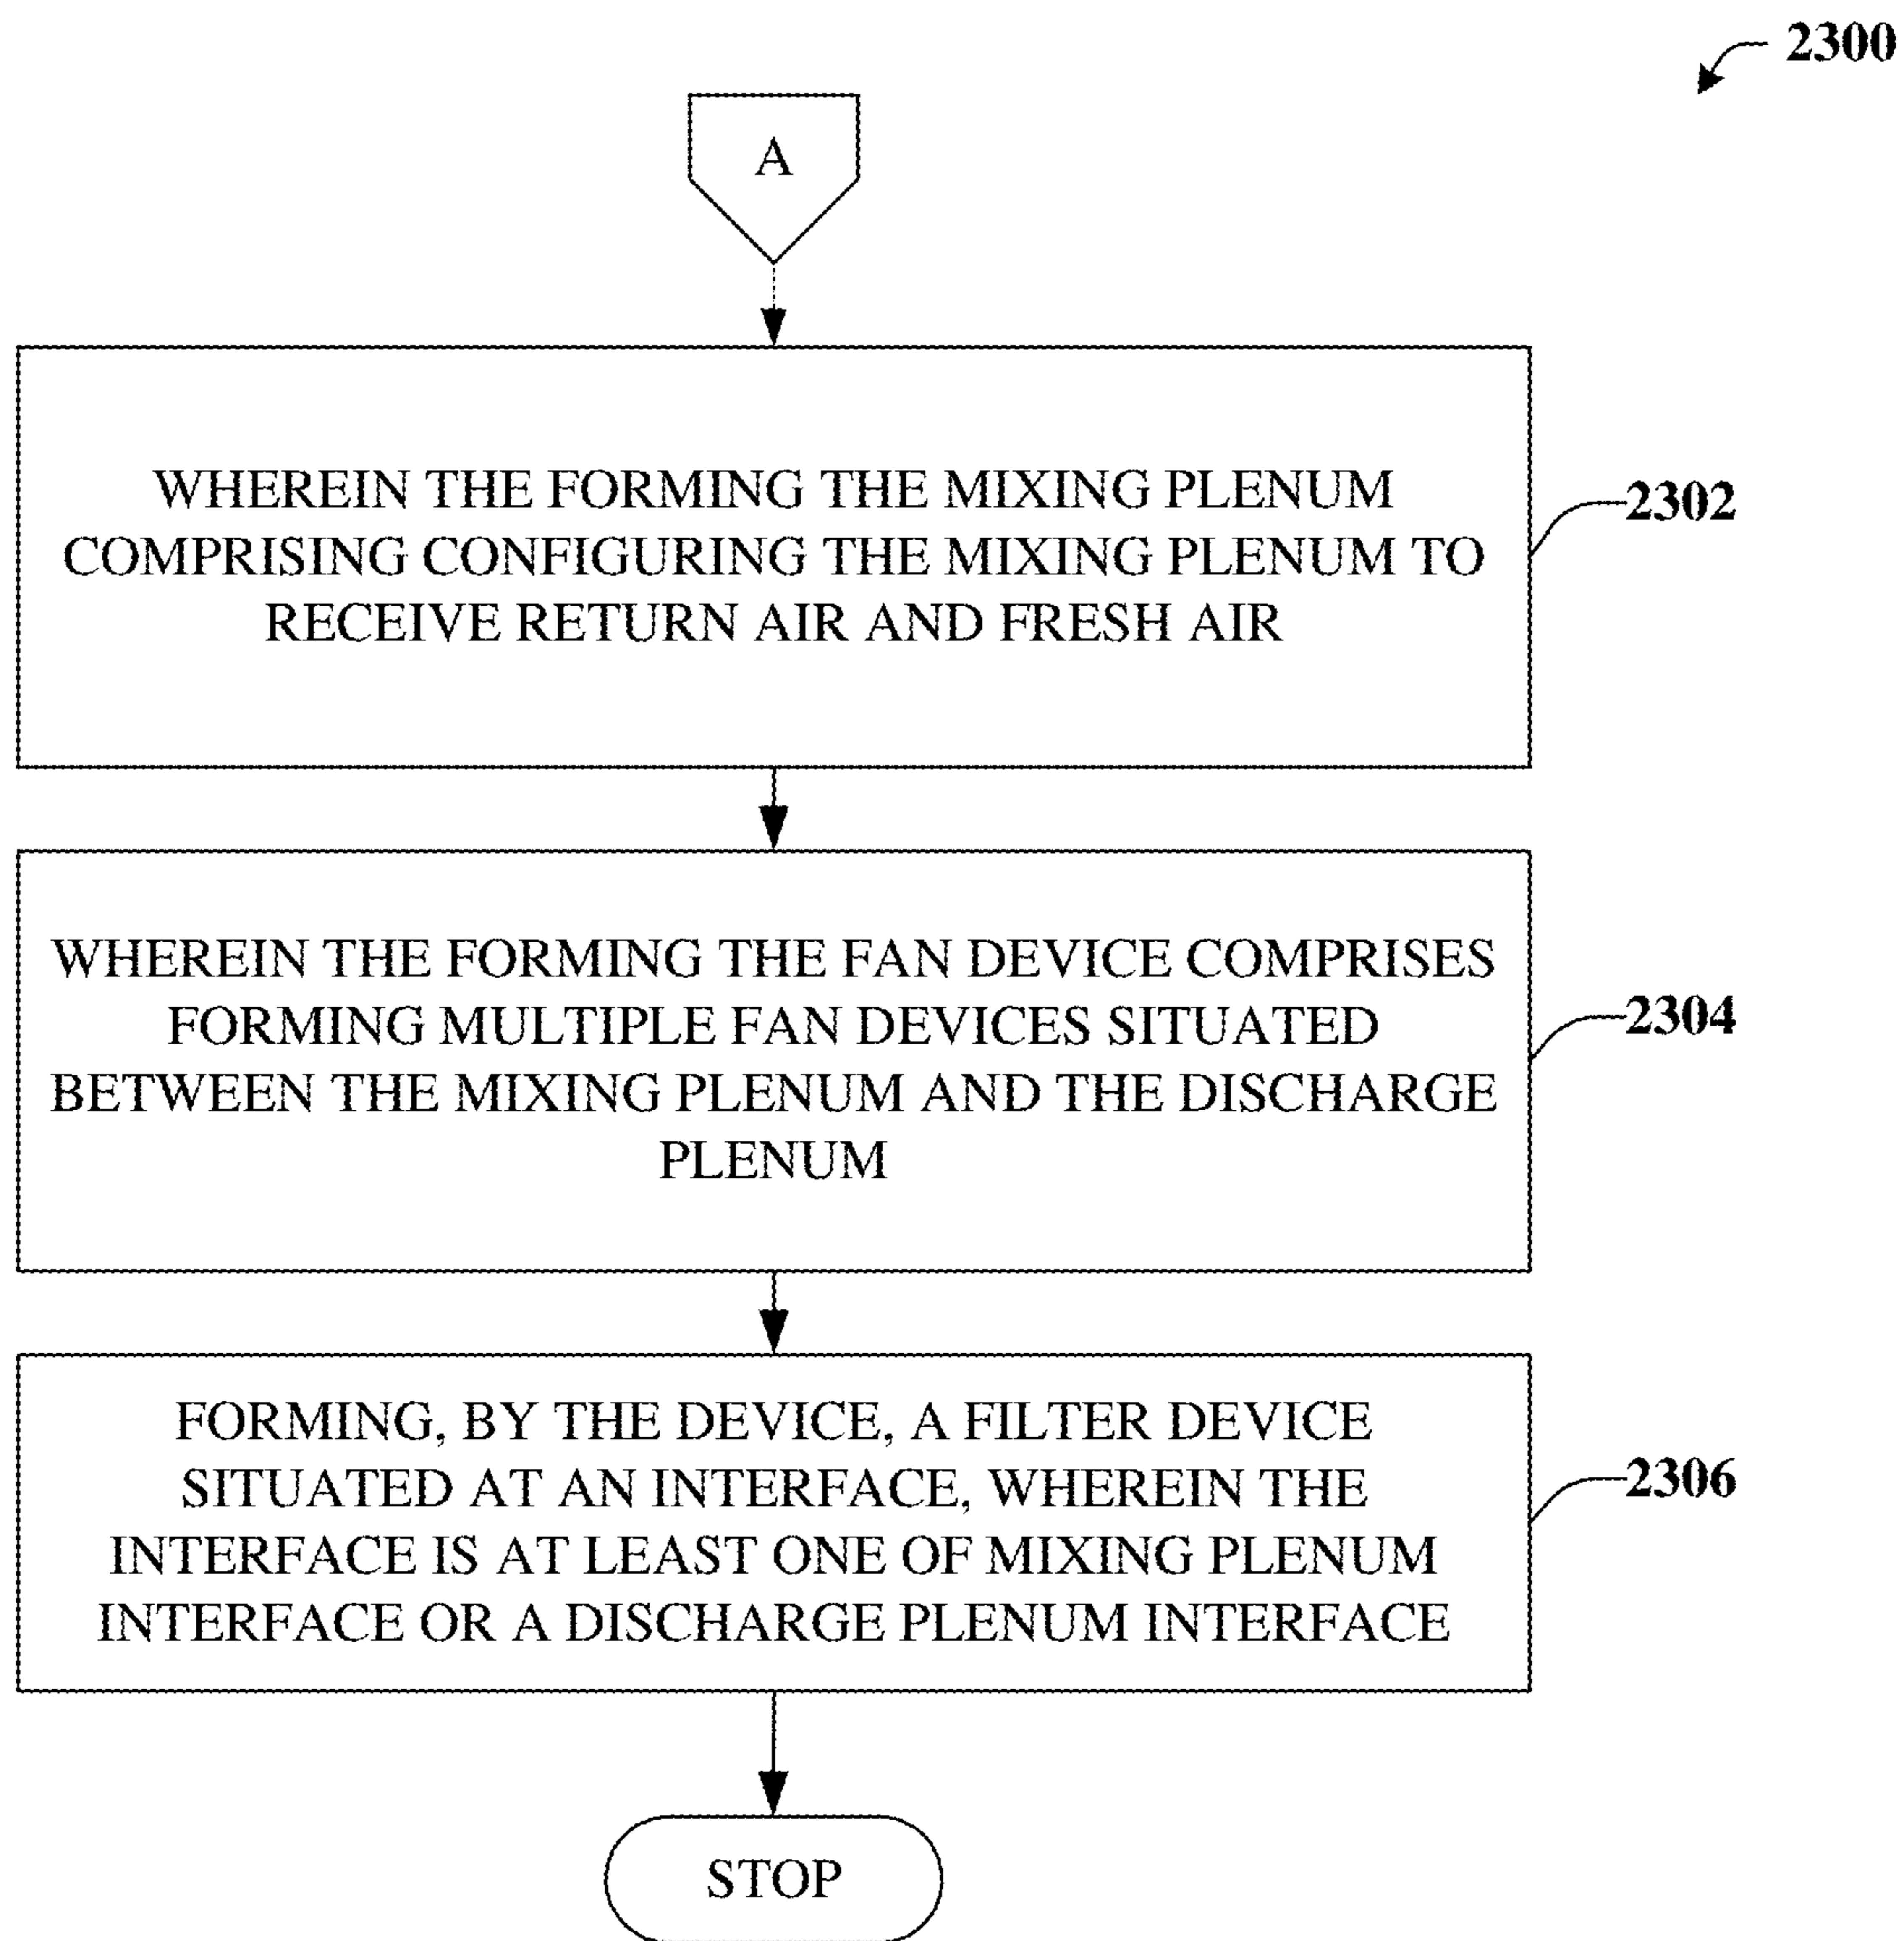 2300
A
WHEREIN THE FORMING THE MIXING PLENUM
COMPRISING CONFIGURING THE MIXING PLENUM TO
RECEIVE RETURN AIR AND FRESH AIR
2302
WHEREIN THE FORMING THE FAN DEVICE COMPRISES
FORMING MULTIPLE FAN DEVICES SITUATED
BETWEEN THE MIXING PLENUM AND THE DISCHARGE
PLENUM
2304
FORMING, BY THE DEVICE, A FILTER DEVICE
SITUATED AT AN INTERFACE, WHEREIN THE
INTERFACE IS AT LEAST ONE OF MIXING PLENUM
INTERFACE OR A DISCHARGE PLENUM INTERFACE
2306
STOP